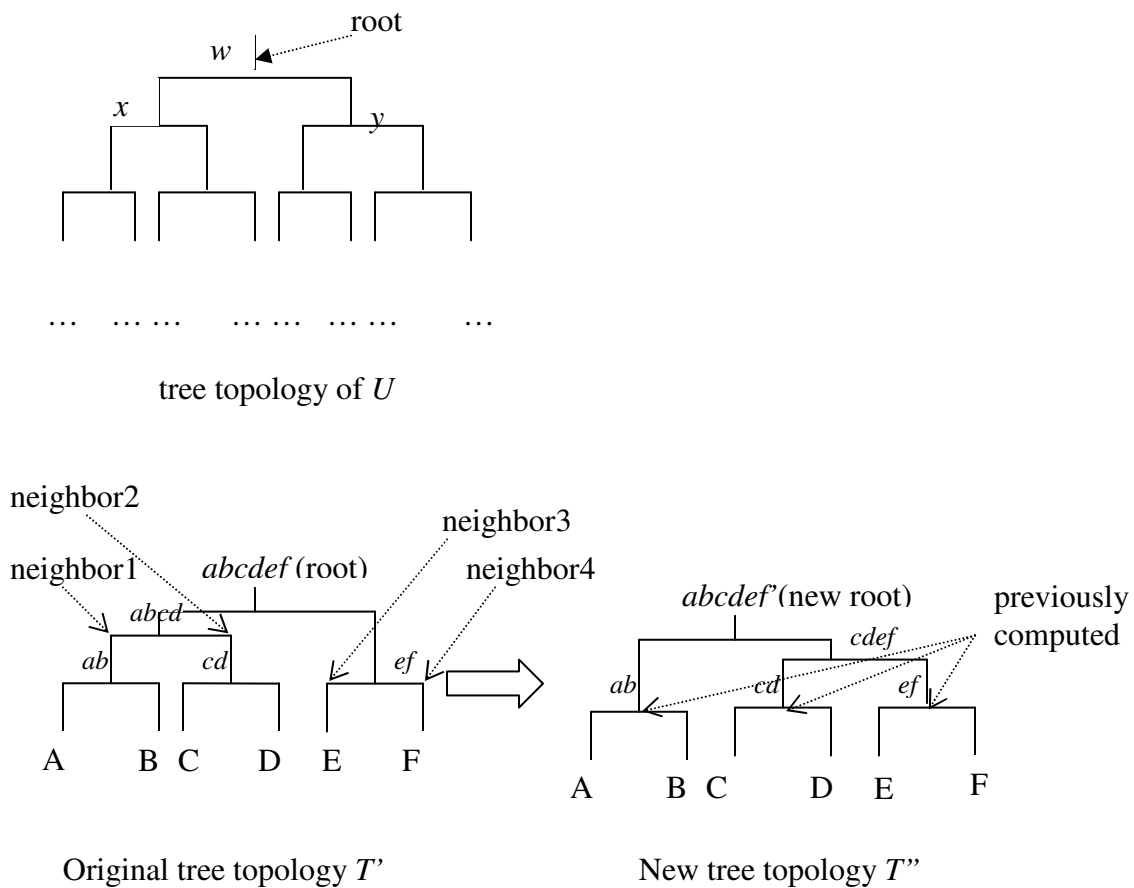 root
w
x
y
… … … … … … … …
tree topology of U
neighbor2
neighbor3
neighbor1
abcdef (root)
neighbor4
abcd
ab
cd
ef
A B C D E F
Original tree topology T'
abcdef'(new root)
previously
computed
cdef
ab
cd
ef
A B C D E F
New tree topology T''